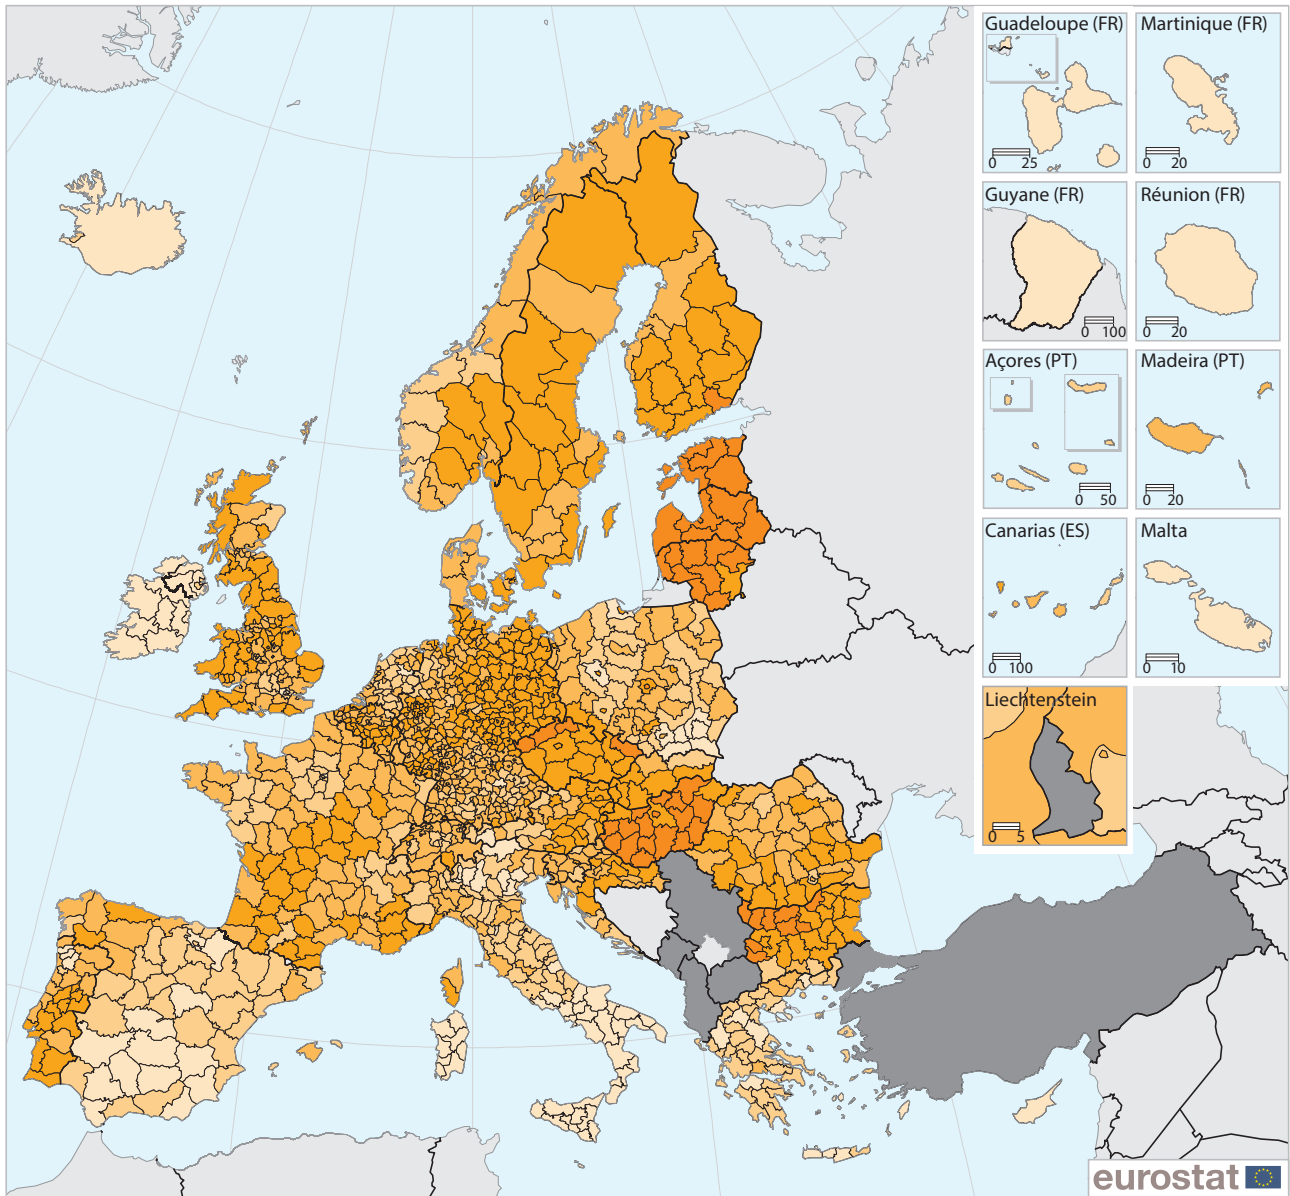 Guadeloupe (FR)
0 25
Martinique (FR)
0 20
Guyane (FR)
0 100
Réunion (FR)
0 20
Açores (PT)
0 50
Madeira (PT)
0 20
Canarias (ES)
0 100
Malta
0 10
Liechtenstein
0 5
eurostat